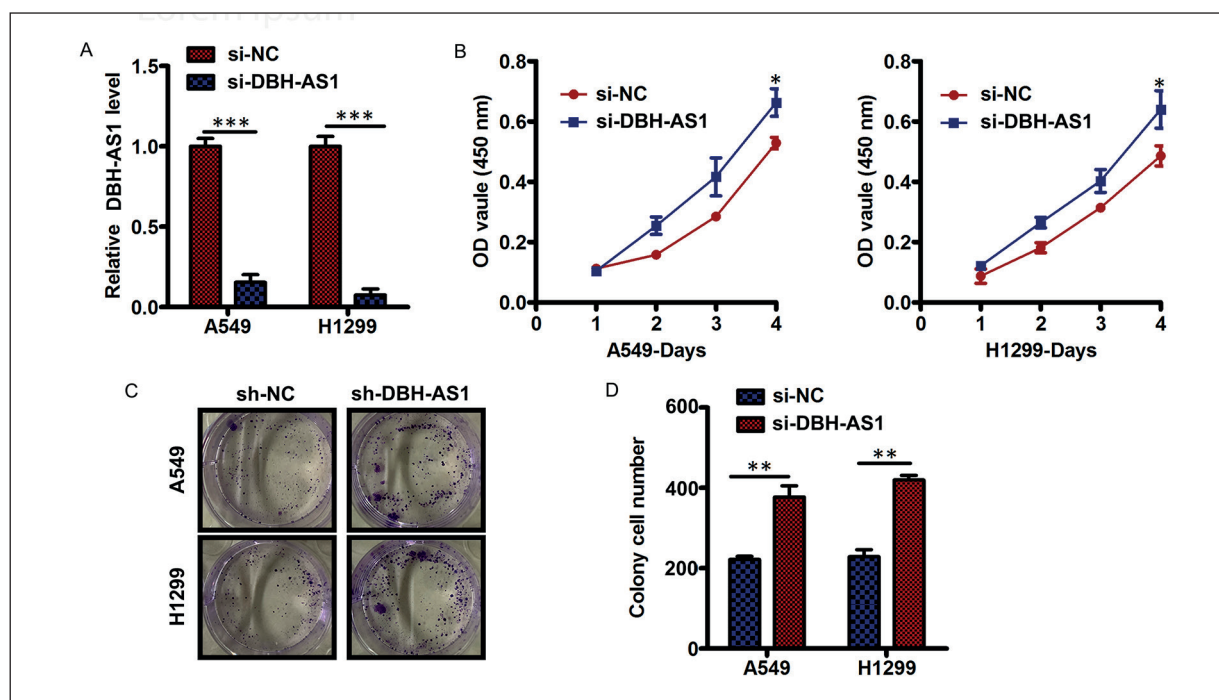 Lorem ipsum
A
si-NC
si-DBH-AS1
Relative DBH-AS1 level
1.5
1.0
0.5
0.0
***
***
A549
H1299
B
si-NC
si-DBH-AS1
OD vaule (450 nm)
0.8
0.6
0.4
0.2
0.0
*
0
1
2
3
4
A549-Days
si-NC
si-DBH-AS1
OD vaule (450 nm)
0.8
0.6
0.4
0.2
0.0
*
0
1
2
3
4
H1299-Days
C
sh-NC
sh-DBH-AS1
A549
H1299
D
si-NC
si-DBH-AS1
Colony cell number
600
400
200
0
**
**
A549
H1299